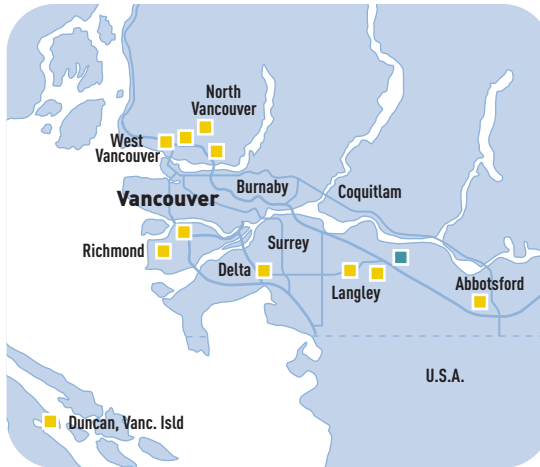 North
Vancouver
West
Vancouver
Burnaby
Coquitlam
Vancouver
Surrey
Richmond
Delta
Langley
Abbotsford
U.S.A.
Duncan, Vanc. Isld